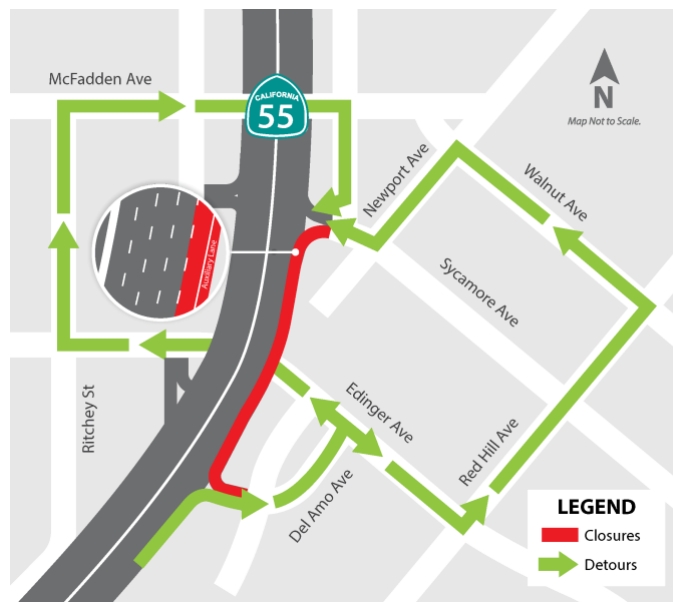 McFadden Ave
CALIFORNIA
55
N
Map Not to Scale.
Newport Ave
Walnut Ave
Auxiliary Lane
Sycamore Ave
Ritchey St
Edinger Ave
Red Hill Ave
Del Amo Ave
LEGEND
Closures
Detours